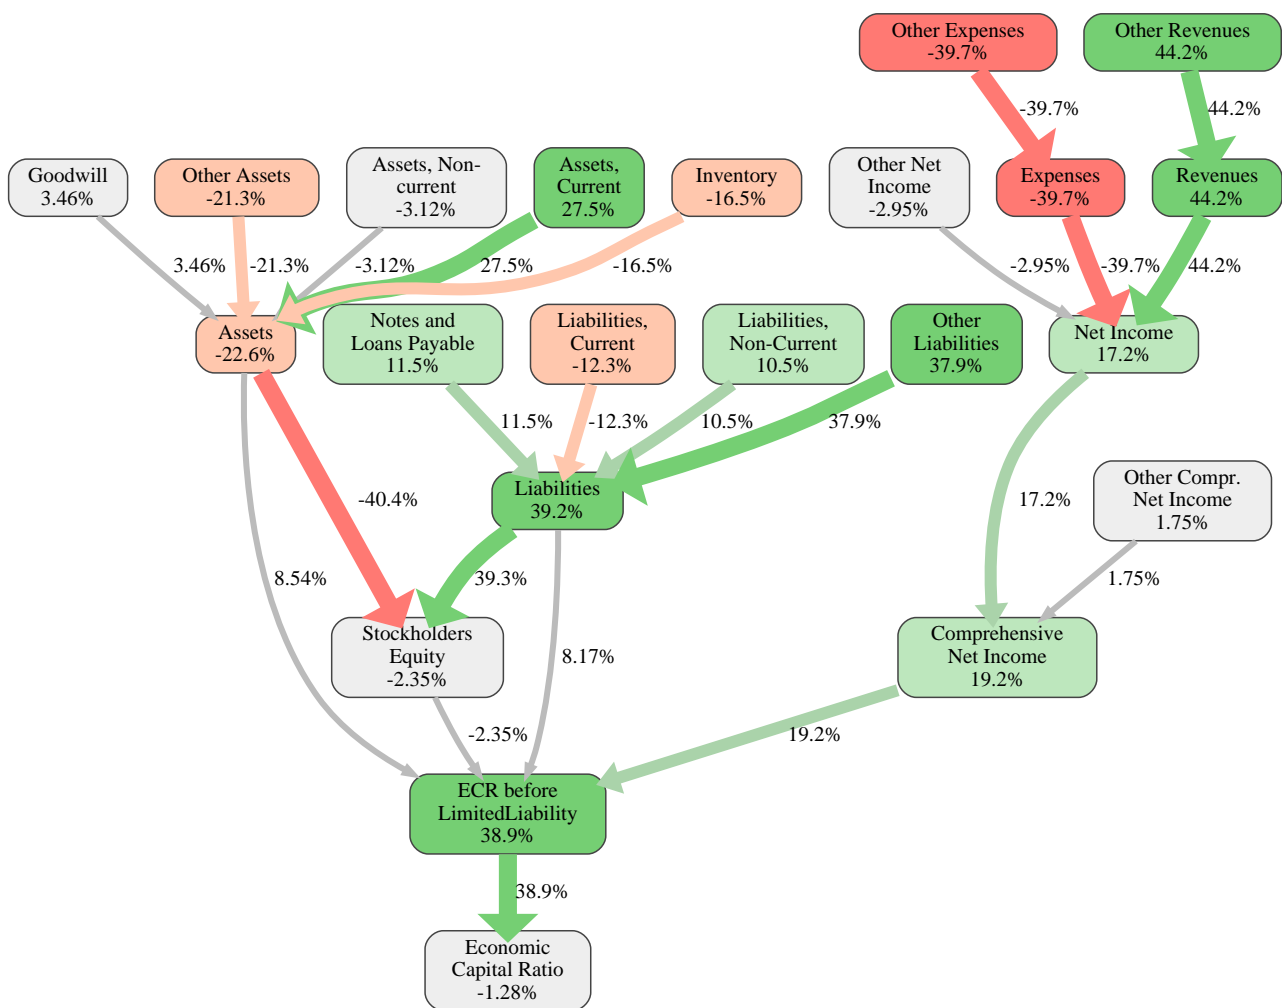 Other Expenses
-39.7%
Other Revenues
44.2%
-39.7%
44.2%
Goodwill
3.46%
Other Assets
-21.3%
Assets, Non-
current
-3.12%
Assets,
Current
27.5%
Inventory
-16.5%
Other Net
Income
-2.95%
Expenses
-39.7%
Revenues
44.2%
3.46%
-21.3%
-3.12%
27.5%
-16.5%
-2.95%
-39.7%
44.2%
Assets
-22.6%
Notes and
Loans Payable
11.5%
Liabilities,
Current
-12.3%
Liabilities,
Non-Current
10.5%
Other
Liabilities
37.9%
Net Income
17.2%
11.5%
-12.3%
10.5%
37.9%
-40.4%
Liabilities
39.2%
17.2%
Other Compr.
Net Income
1.75%
8.54%
39.3%
1.75%
Stockholders
Equity
-2.35%
8.17%
Comprehensive
Net Income
19.2%
-2.35%
19.2%
ECR before
LimitedLiability
38.9%
38.9%
Economic
Capital Ratio
-1.28%